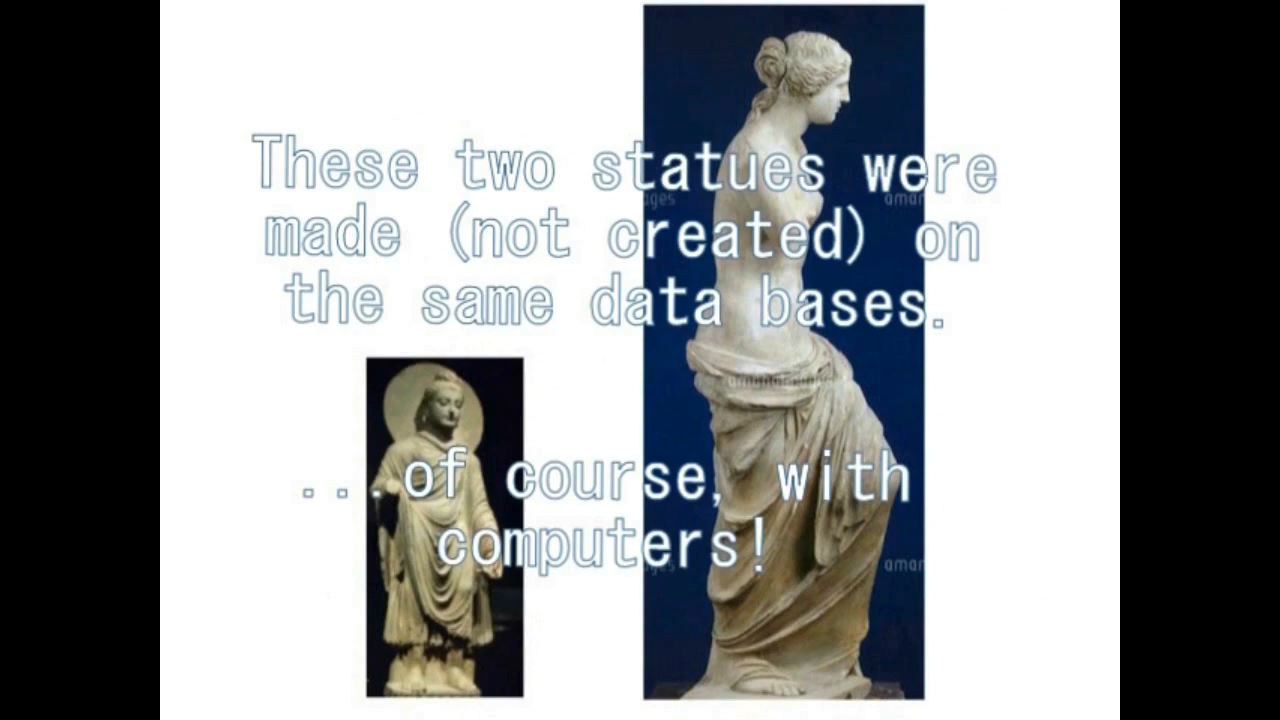 These two statues were
made (not created) on
the same data bases.
...of course, with
computers!